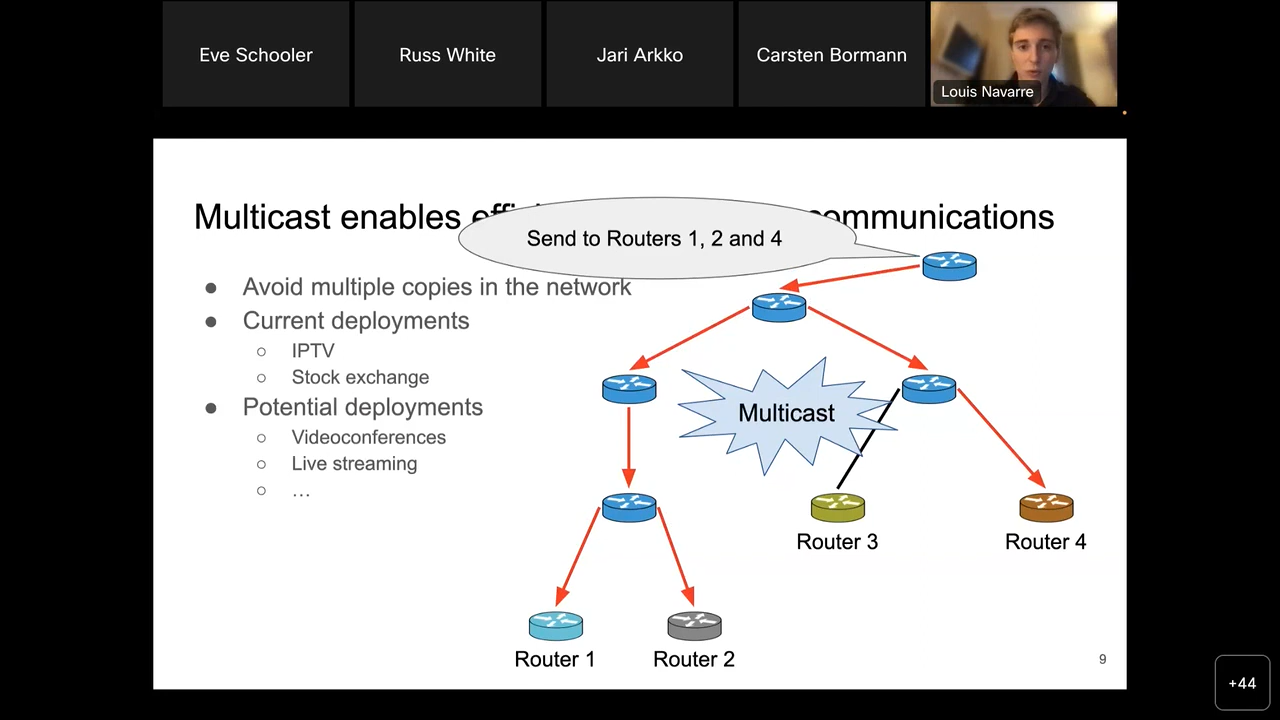 Eve Schooler
Russ White
Jari Arkko
Carsten Bormann
Louis Navarre
Multicast enables communications
Send to Routers 1, 2 and 4
● Avoid multiple copies in the network
● Current deployments
○ IPTV
○ Stock exchange
● Potential deployments
○ Videoconferences
○ Live streaming
○ …
Multicast
Router 3
Router 4
Router 1
Router 2
9
+44